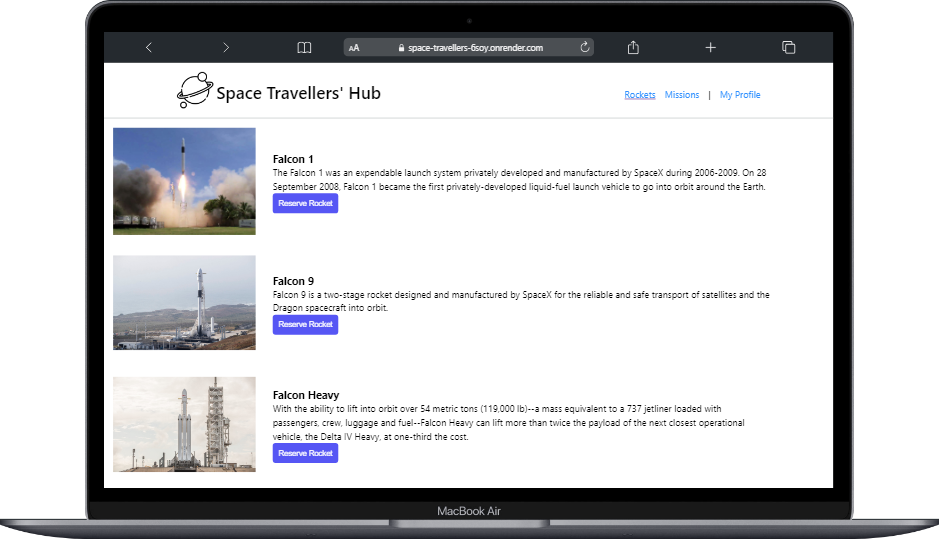 AA space-travellers-6soy.onrender.com
Space Travellers' Hub
Rockets Missions | My Profile
Falcon 1
The Falcon 1 was an expendable launch system privately developed and manufactured by SpaceX during 2006-2009. On 28
September 2008, Falcon 1 became the first privately-developed liquid-fuel launch vehicle to go into orbit around the Earth.
Reserve Rocket
Falcon 9
Falcon 9 is a two-stage rocket designed and manufactured by SpaceX for the reliable and safe transport of satellites and the
Dragon spacecraft into orbit.
Reserve Rocket
Falcon Heavy
With the ability to lift into orbit over 54 metric tons (119,000 lb)--a mass equivalent to a 737 jetliner loaded with
passengers, crew, luggage and fuel--Falcon Heavy can lift more than twice the payload of the next closest operational
vehicle, the Delta IV Heavy, at one-third the cost.
Reserve Rocket
MacBook Air